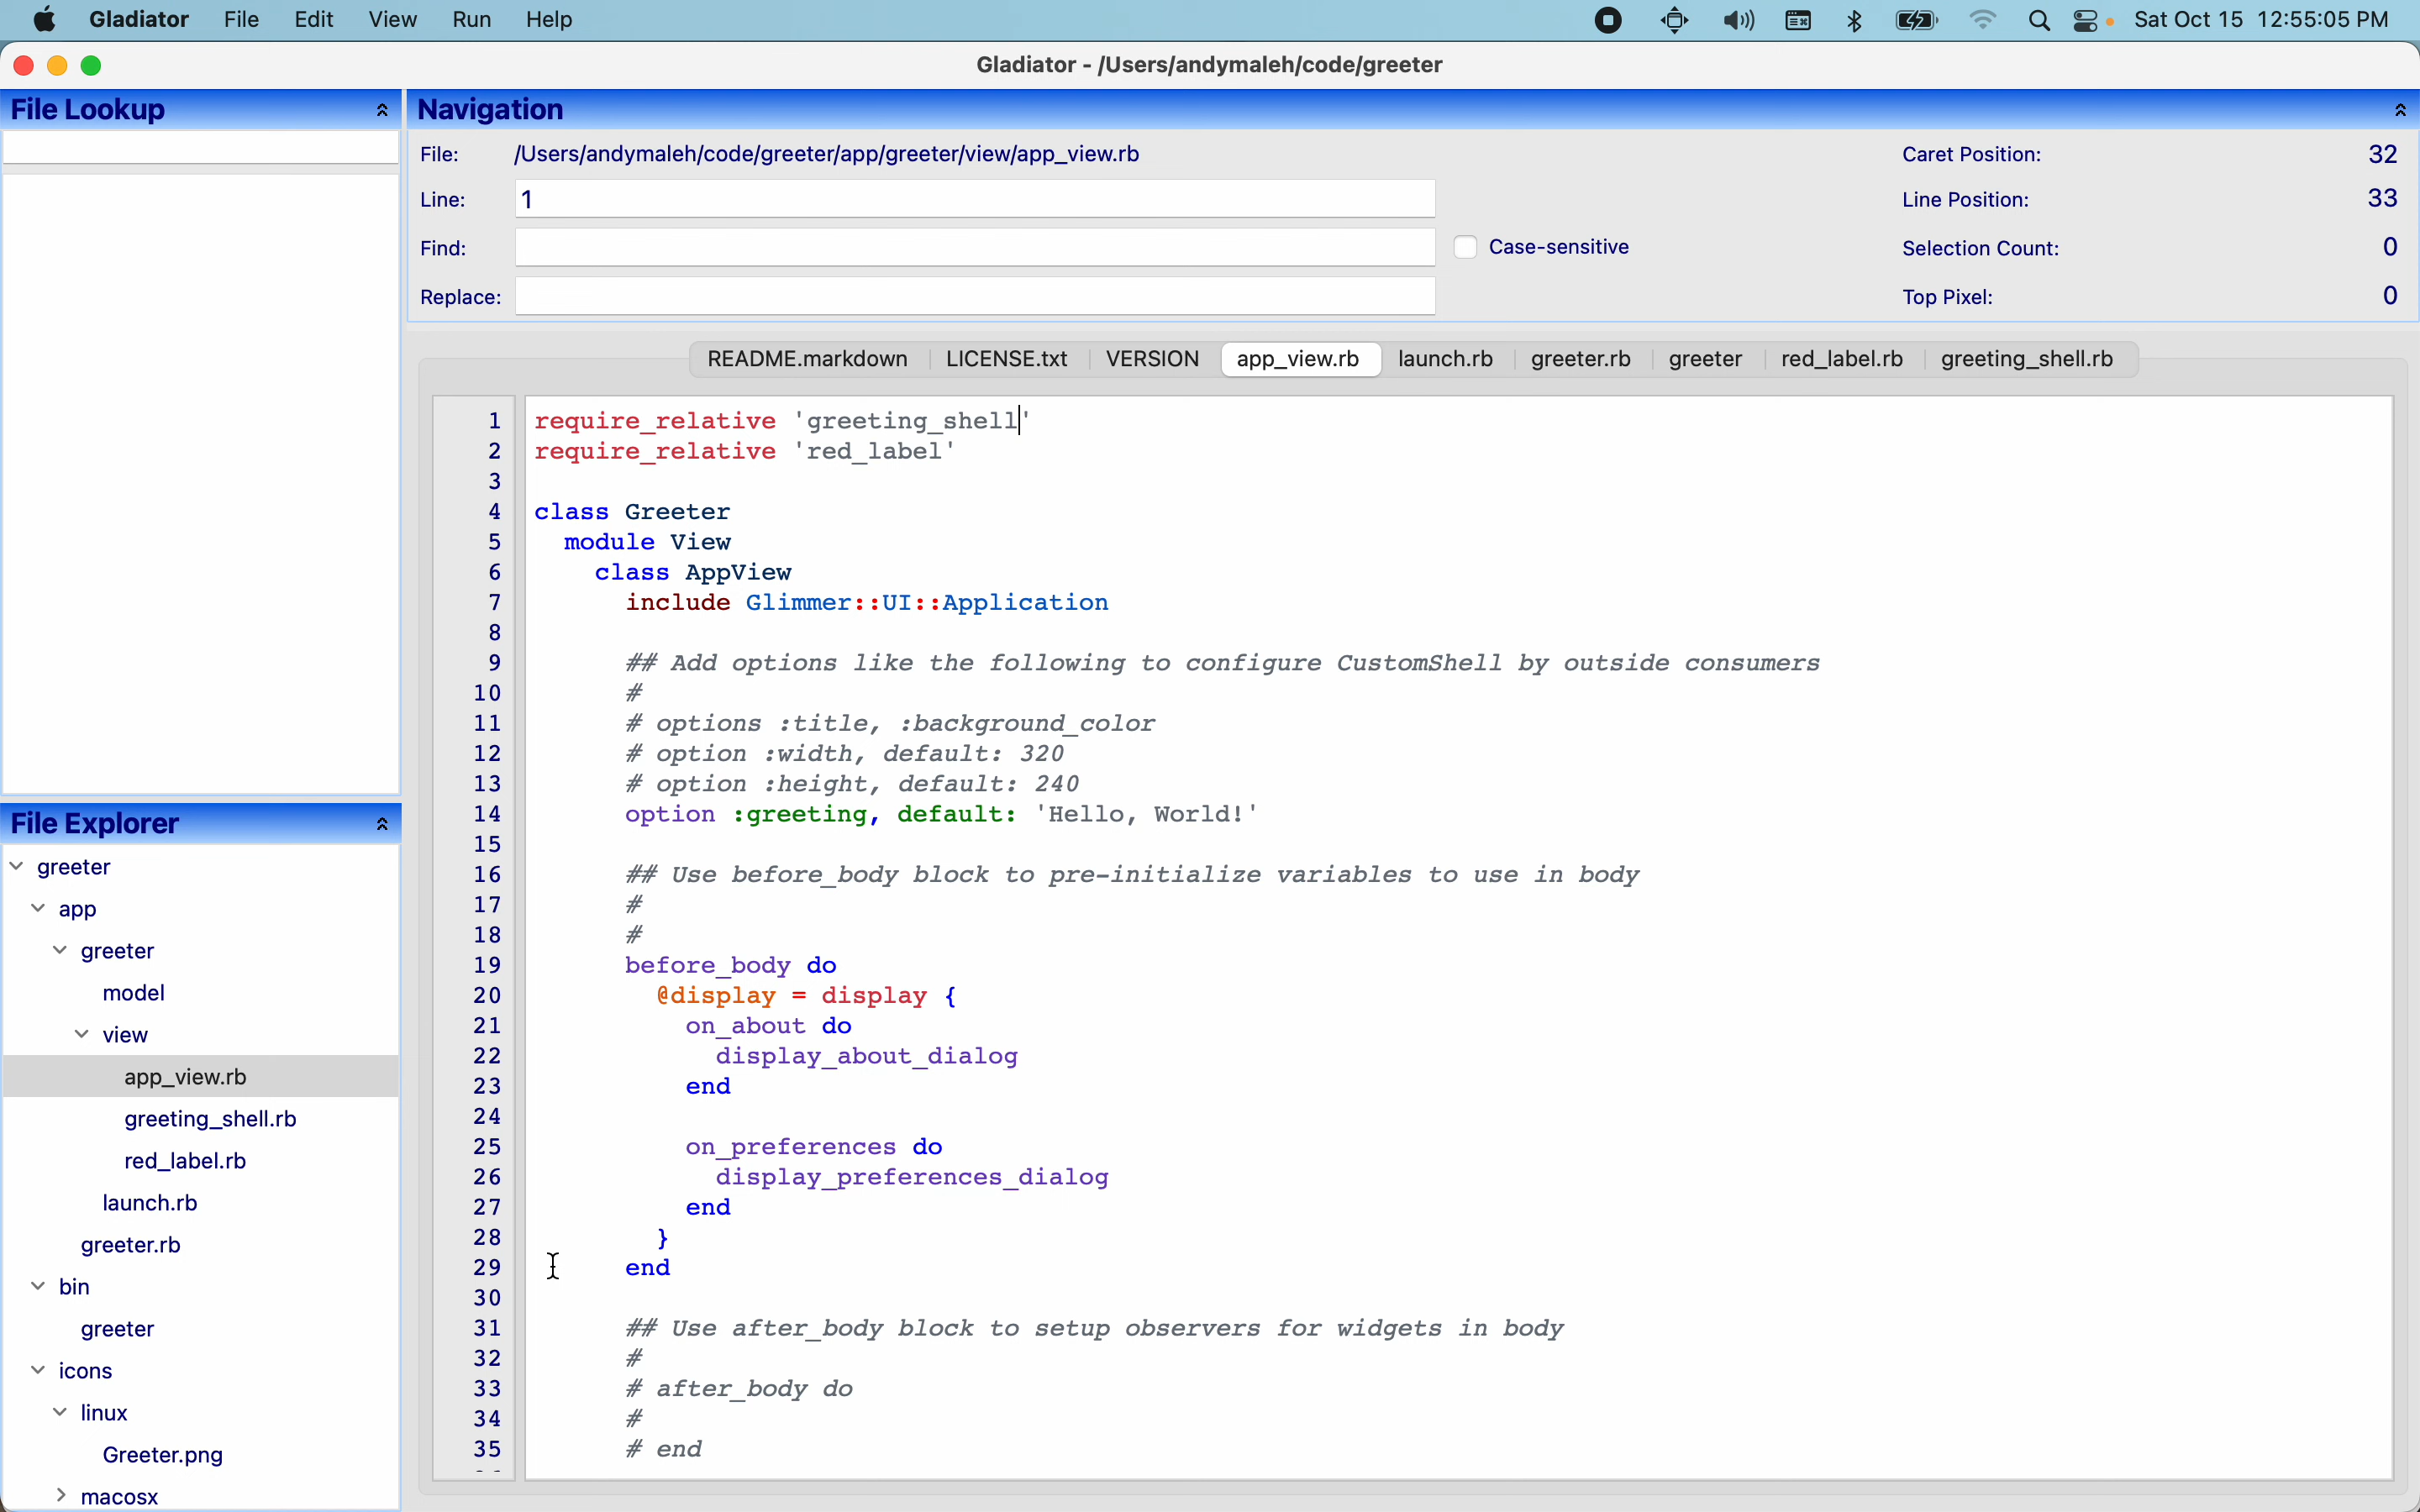 Gladiator File Edit View Run Help Sat Oct 15 12:55:05 PM
Gladiator - /Users/andymaleh/code/greeter
File Lookup
Navigation
File: /Users/andymaleh/code/greeter/app/greeter/view/app_view.rb Caret Position: 32
Line: 1 Line Position: 33
Find: Case-sensitive Selection Count: 0
Replace: Top Pixel: 0
README.markdown LICENSE.txt VERSION app_view.rb launch.rb greeter.rb greeter red_label.rb greeting_shell.rb
1 require_relative 'greeting_shell'
2 require_relative 'red_label'
3
4 class Greeter
5   module View
6     class AppView
7       include Glimmer::UI::Application
8
9       ## Add options like the following to configure CustomShell by outside consumers
10       #
11       # options :title, :background_color
12       # option :width, default: 320
13       # option :height, default: 240
14       option :greeting, default: 'Hello, World!'
15
16       ## Use before_body block to pre-initialize variables to use in body
17       #
18       #
19       before_body do
20         @display = display {
21           on_about do
22             display_about_dialog
23           end
24
25           on_preferences do
26             display_preferences_dialog
27           end
28         }
29       end
30
31       ## Use after_body block to setup observers for widgets in body
32       #
33       # after_body do
34       #
35       # end
File Explorer
greeter
app
greeter
model
view
app_view.rb
greeting_shell.rb
red_label.rb
launch.rb
greeter.rb
bin
greeter
icons
linux
Greeter.png
macosx